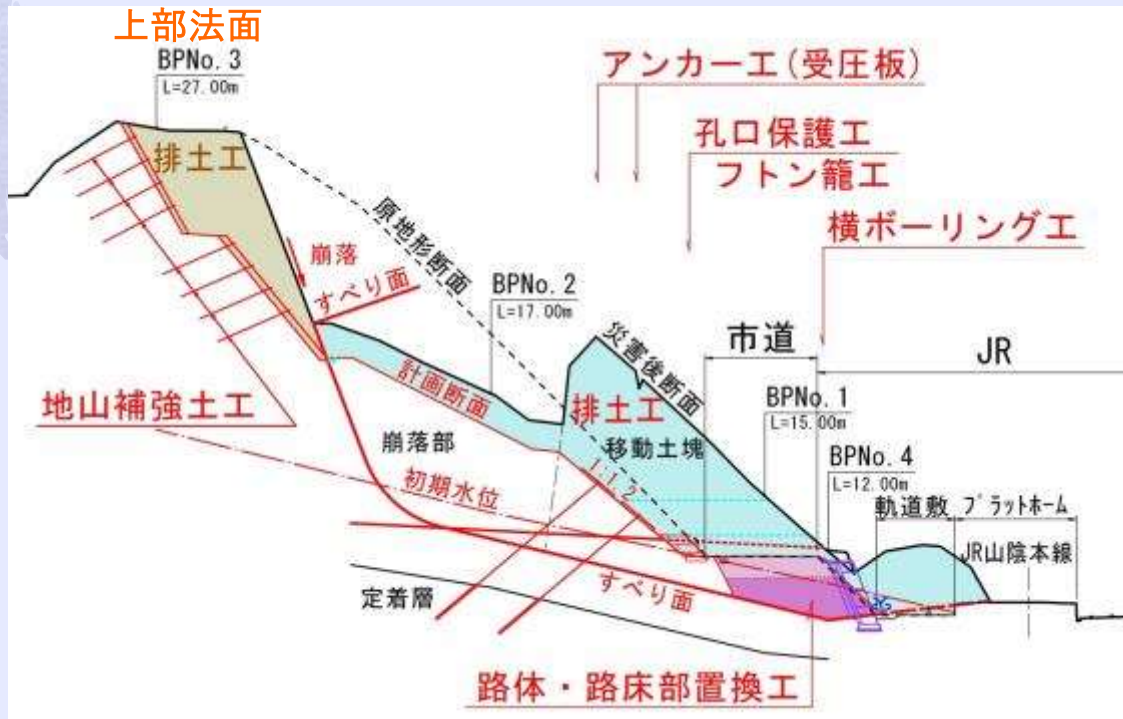 上部法面
BPNo. 3
L=27.00m
アンカー工(受圧板)
孔口保護工
フトン籠工
横ボーリング工
排土工
原地形断面
崩落
すべり面
BPNo. 2
L=17.00m
災害後断面
市道
JR
計画断面
排土工
移動土塊
BPNo. 1
L=15.00m
地山補強土工
崩落部
1:1.2
BPNo. 4
L=12.00m
初期水位
軌道敷
プラットホーム
JR山陰本線
すべり面
定着層
路体・路床部置換工